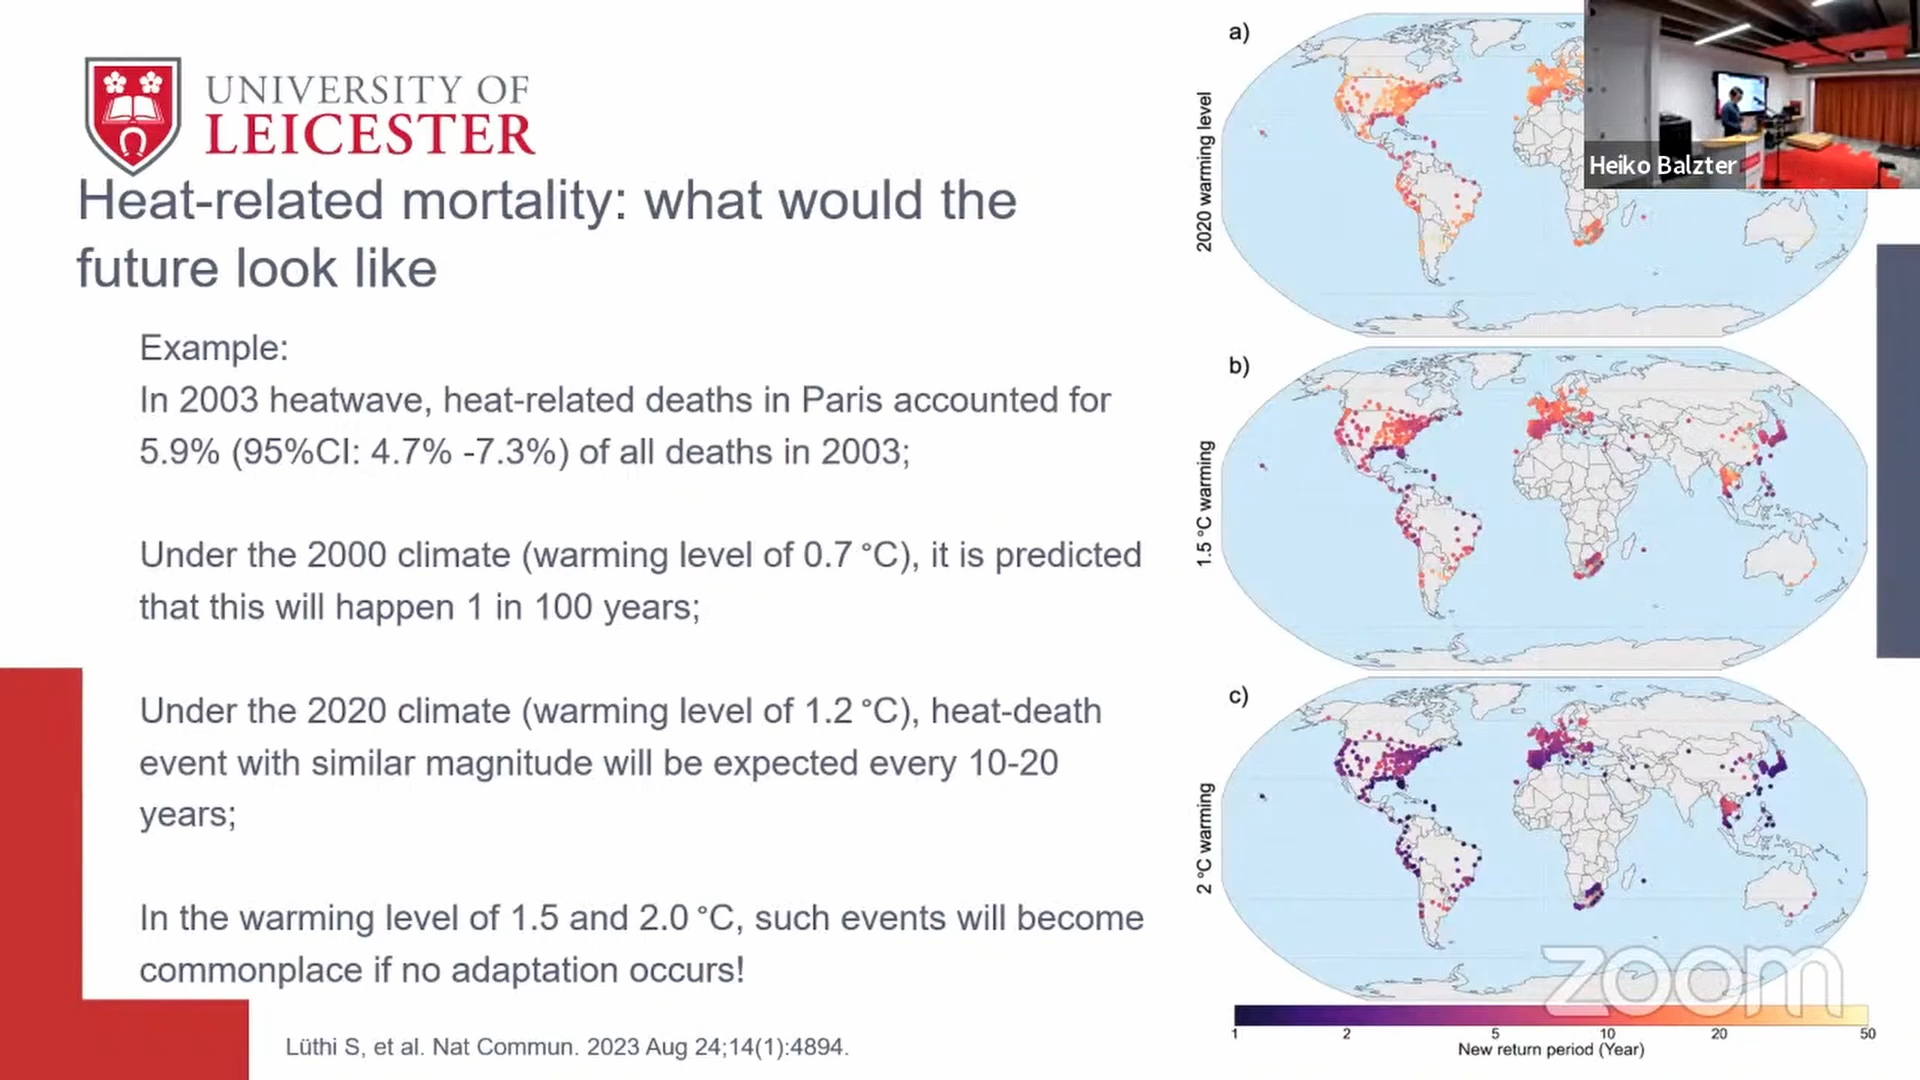 UNIVERSITY OF
LEICESTER
Heat-related mortality: what would the
future look like
Example:
In 2003 heatwave, heat-related deaths in Paris accounted for
5.9% (95%CI: 4.7% -7.3%) of all deaths in 2003;
Under the 2000 climate (warming level of 0.7 °C), it is predicted
that this will happen 1 in 100 years;
Under the 2020 climate (warming level of 1.2 °C), heat-death
event with similar magnitude will be expected every 10-20
years;
In the warming level of 1.5 and 2.0 °C, such events will become
commonplace if no adaptation occurs!
Lüthi S, et al. Nat Commun. 2023 Aug 24;14(1):4894.
a)
2020 warming level
Heiko Balzter
b)
1.5 °C warming
c)
2 °C warming
zoom
1 2 5 10 20 50
New return period (Year)